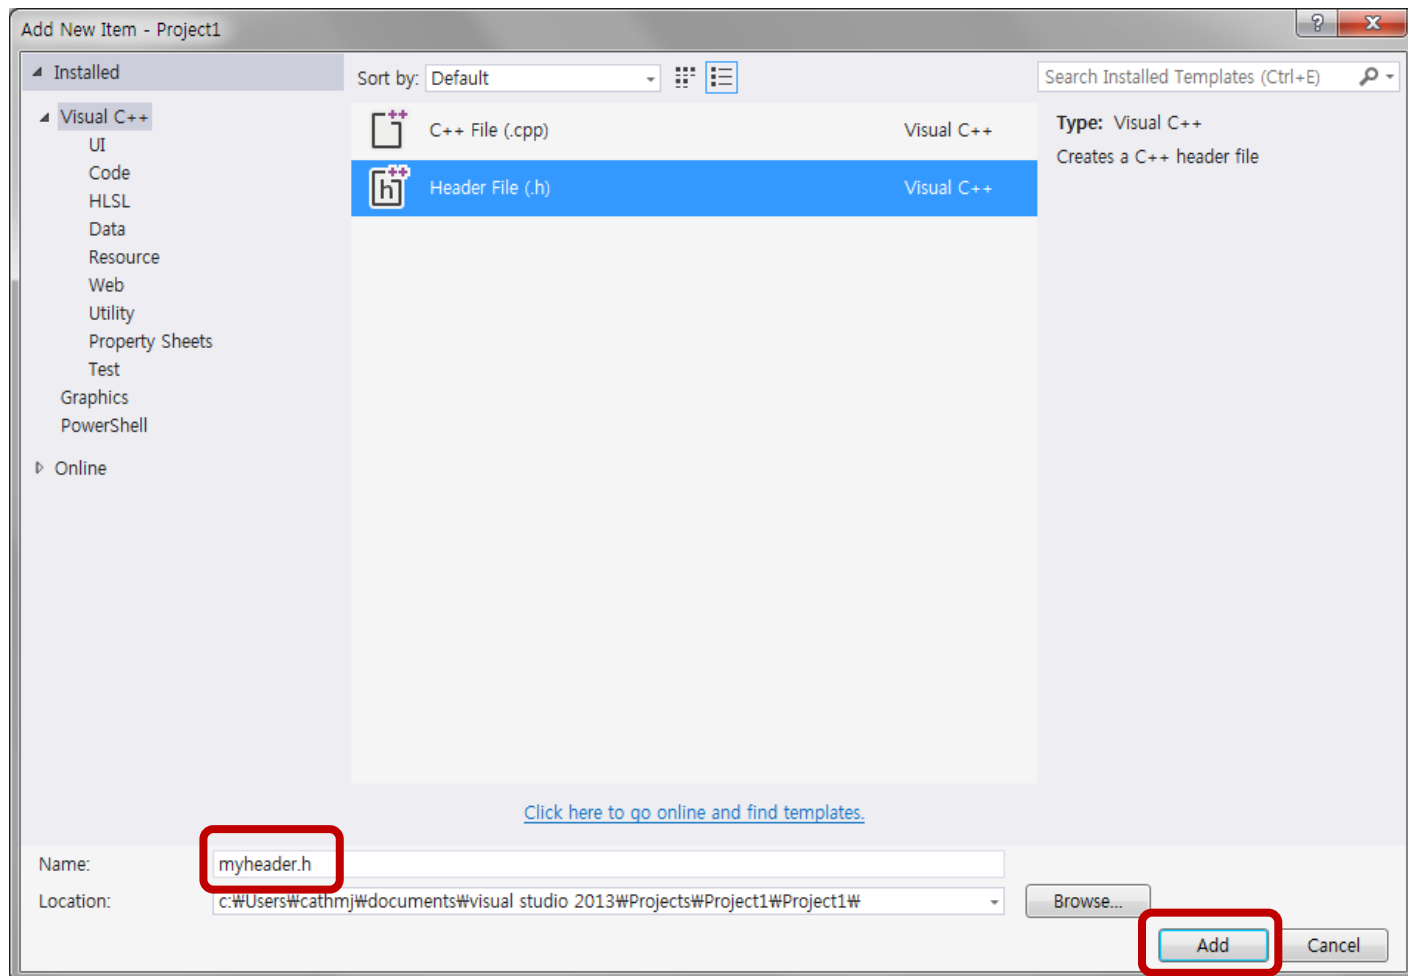 Add New Item - Project1
Installed
Sort by: Default
Search Installed Templates (Ctrl+E)
Visual C++
UI
Code
HLSL
Data
Resource
Web
Utility
Property Sheets
Test
Graphics
PowerShell
Online
C++ File (.cpp) Visual C++
Header File (.h) Visual C++
Type: Visual C++
Creates a C++ header file
Click here to go online and find templates.
Name: myheader.h
Location: c:₩Users₩cathmj₩documents₩visual studio 2013₩Projects₩Project1₩Project1₩
Browse...
Add Cancel